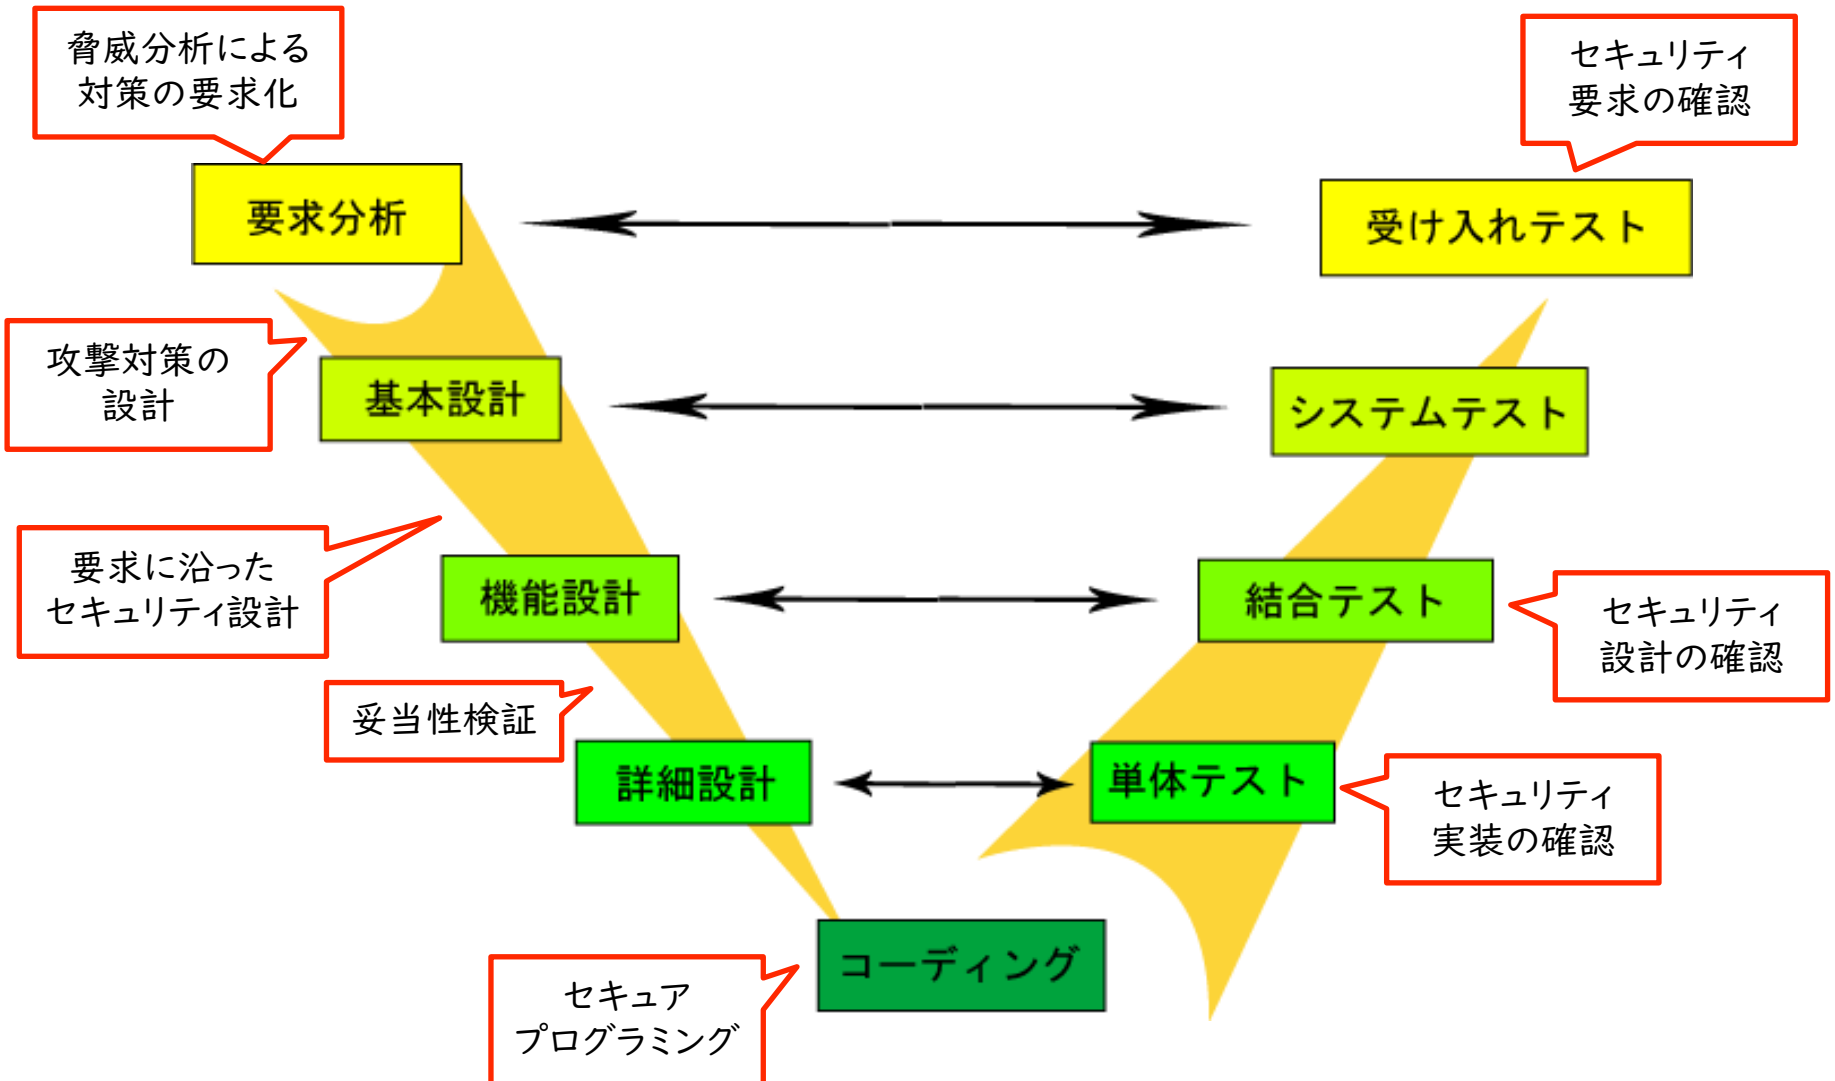 脅威分析による
対策の要求化
セキュリティ
要求の確認
要求分析
受け入れテスト
攻撃対策の
設計
基本設計
システムテスト
要求に沿った
セキュリティ設計
機能設計
結合テスト
セキュリティ
設計の確認
妥当性検証
詳細設計
単体テスト
セキュリティ
実装の確認
コーディング
セキュア
プログラミング